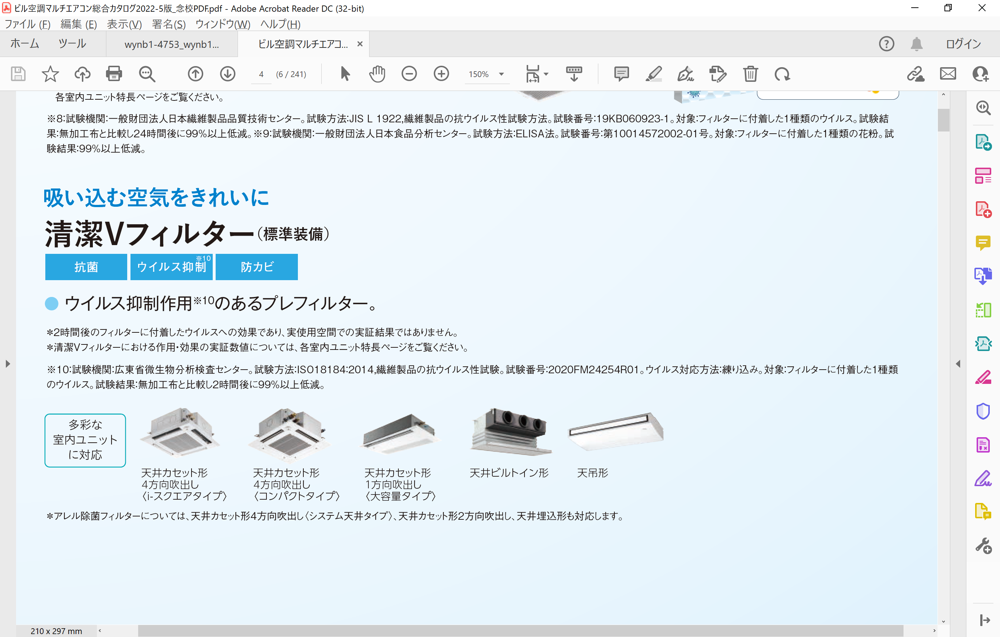 ビル空調マルチエアコン総合カタログ2022-5版_念校PDF.pdf - Adobe Acrobat Reader DC (32-bit)
ファイル (F) 編集 (E) 表示(V) 署名(S) ウィンドウ(W) ヘルプ(H)
ホーム ツール wynb1-4753_wynb1... ビル空調マルチエアコ... × ログイン
4 (6 / 241) 150%
各室内ユニット特長ページをご覧ください。
※8:試験機関:一般財団法人日本繊維製品品質技術センター。試験方法:JIS L 1922,繊維製品の抗ウイルス性試験方法。試験番号:19KB060923-1。対象:フィルターに付着した1種類のウイルス。試験結
果:無加工布と比較し24時間後に99%以上低減。※9:試験機関:一般財団法人日本食品分析センター。試験方法:ELISA法。試験番号:第10014572002-01号。対象:フィルターに付着した1種類の花粉。試
験結果:99%以上低減。
吸い込む空気をきれいに
清潔Vフィルター(標準装備)
抗菌 ウイルス抑制※10 防カビ
● ウイルス抑制作用※10のあるプレフィルター。
＊2時間後のフィルターに付着したウイルスへの効果であり、実使用空間での実証結果ではありません。
＊清潔Vフィルターにおける作用・効果の実証数値については、各室内ユニット特長ページをご覧ください。
※10:試験機関:広東省微生物分析検査センター。試験方法:ISO18184:2014,繊維製品の抗ウイルス性試験。試験番号:2020FM24254R01。ウイルス対応方法:練り込み。対象:フィルターに付着した1種類
のウイルス。試験結果:無加工布と比較し2時間後に99%以上低減。
多彩な
室内ユニット
に対応
天井カセット形
4方向吹出し
〈i-スクエアタイプ〉
天井カセット形
4方向吹出し
〈コンパクトタイプ〉
天井カセット形
1方向吹出し
〈大容量タイプ〉
天井ビルトイン形
天吊形
＊アレル除菌フィルターについては、天井カセット形4方向吹出し〈システム天井タイプ〉、天井カセット形2方向吹出し、天井埋込形も対応します。
210 x 297 mm